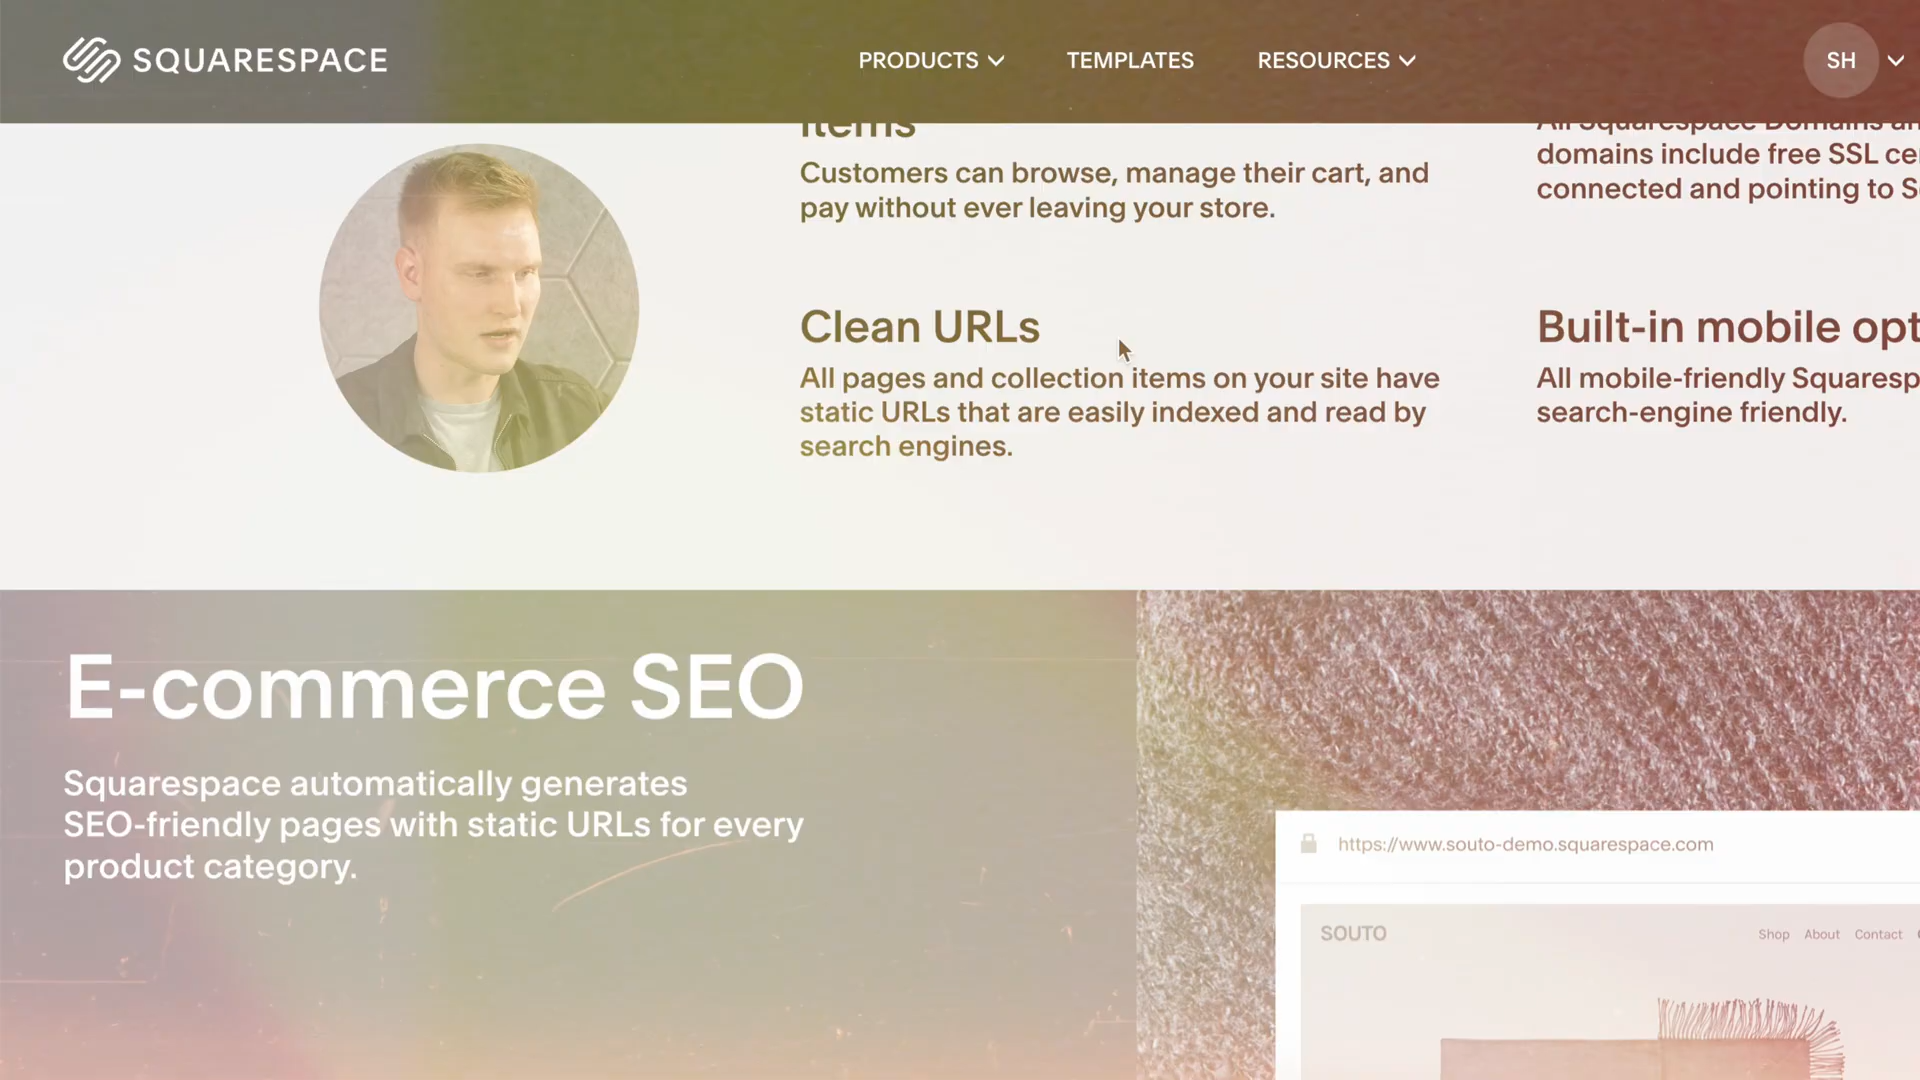 SQUARESPACE
PRODUCTS
TEMPLATES
RESOURCES
SH
Items
Customers can browse, manage their cart, and
pay without ever leaving your store.
All Squarespace Domains
domains include free SSL
connected and pointing to
Clean URLs
All pages and collection items on your site have
static URLs that are easily indexed and read by
search engines.
Built-in mobile
All mobile-friendly
search-engine friendly.
E-commerce SEO
Squarespace automatically generates
SEO-friendly pages with static URLs for every
product category.
https://www.souto-demo.squarespace.com
SOUTO
Shop About Contact